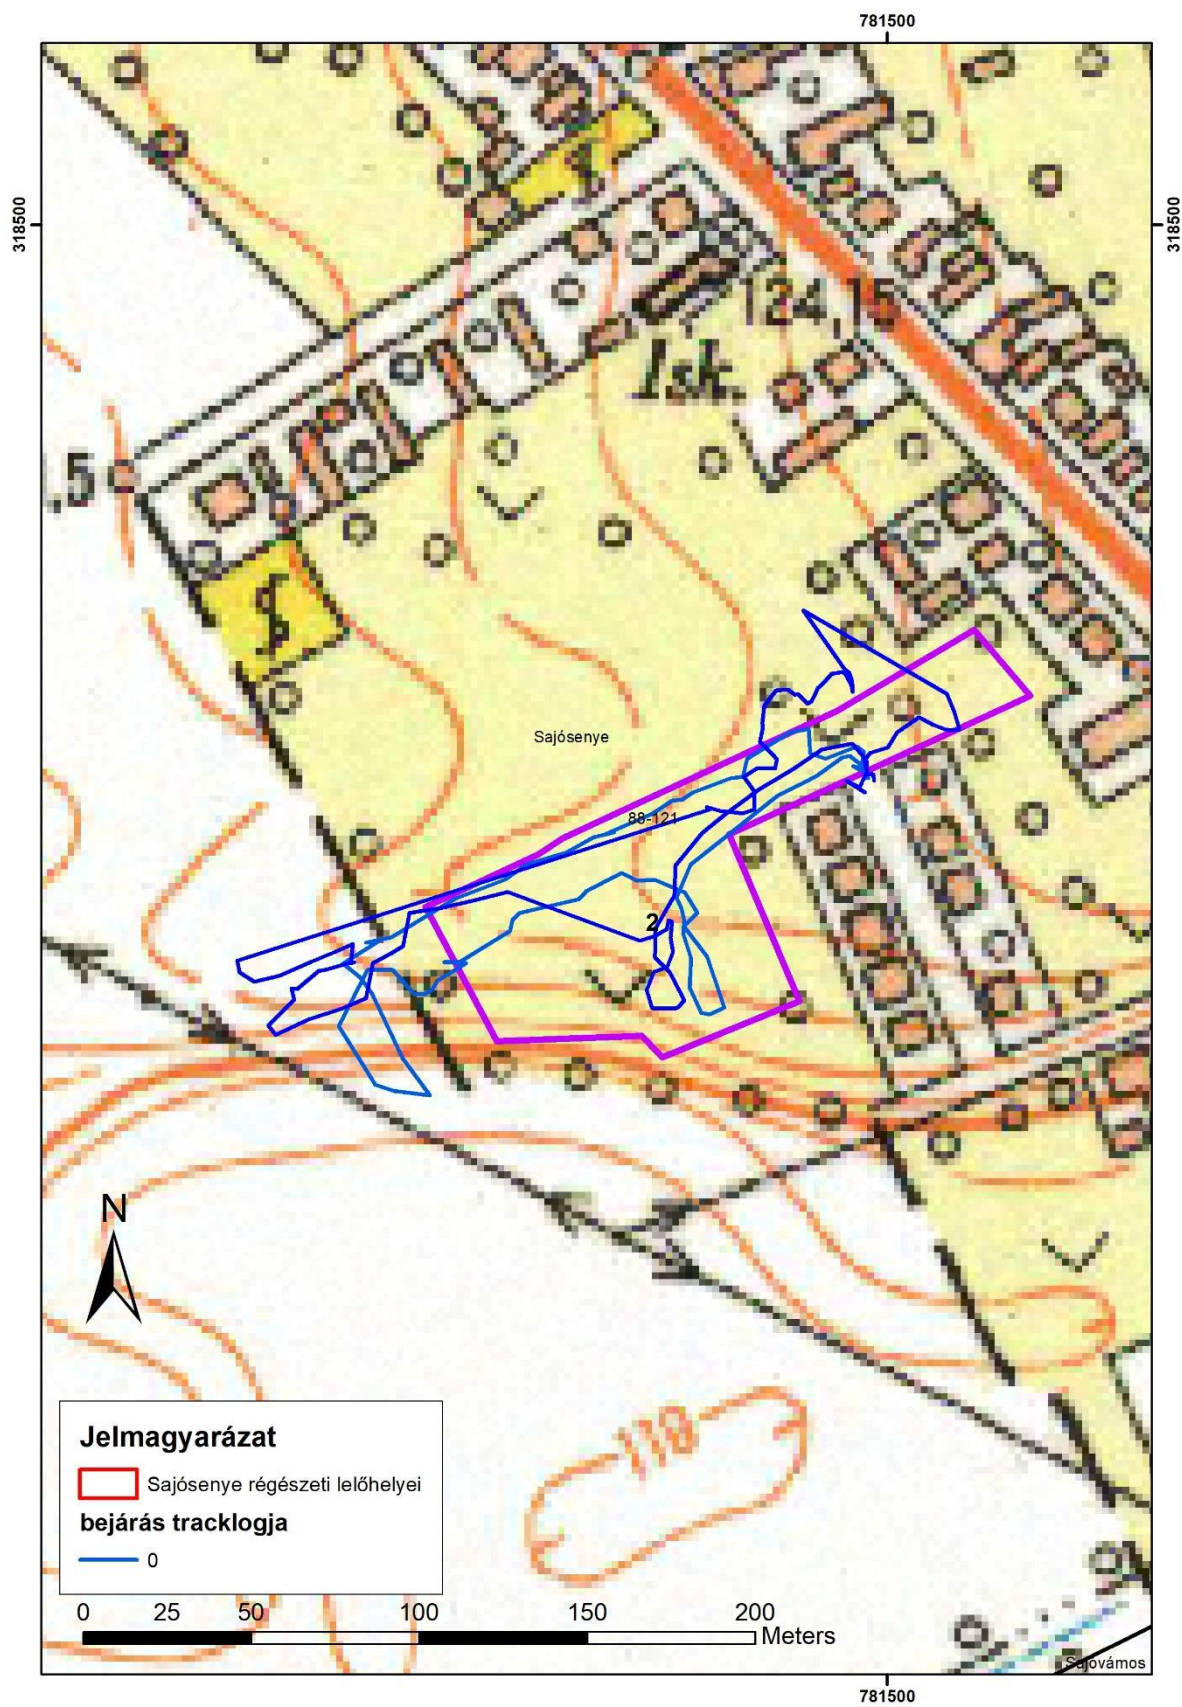 781500
318500
318500
124,15
Isk.
.5
Sajósenye
88-121
2
N
Jelmagyarázat
Sajósenye régészeti lelőhelyei
bejárás tracklogja
0
0 25 50 100 150 200
Meters
Sajóvámos
781500